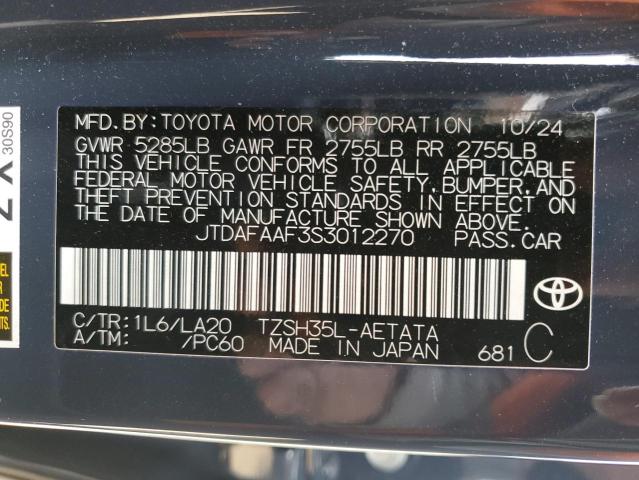 MFD.BY:TOYOTA MOTOR CORPORATION 10/24
GVWR 5285LB GAWR FR 2755LB RR 2755LB
THIS VEHICLE CONFORMS TO ALL APPLICABLE
FEDERAL MOTOR VEHICLE SAFETY,BUMPER,AND
THEFT PREVENTION STANDARDS IN EFFECT ON
THE DATE OF MANUFACTURE SHOWN ABOVE.
JTDAFAAF3S3012270 PASS.CAR
C/TR:1L6/LA20 TZSH35L-AETATA
A/TM: /PC60 MADE IN JAPAN 681 C
30S90